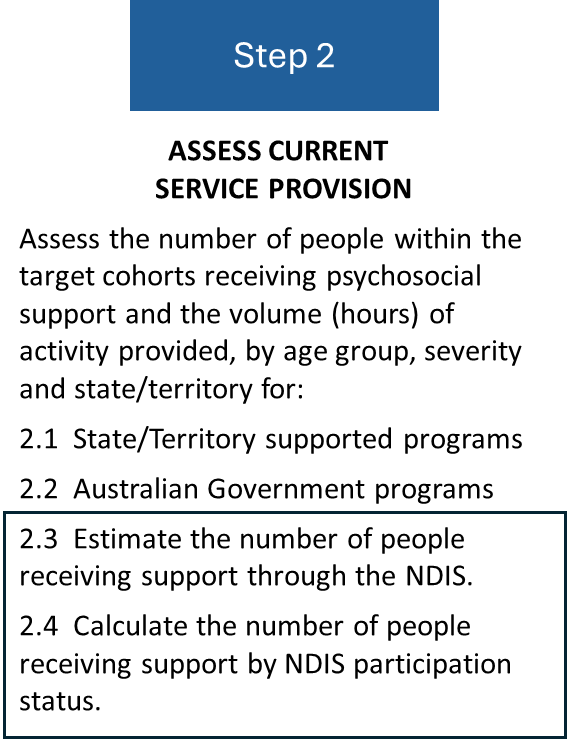 Step 2
ASSESS CURRENT
SERVICE PROVISION
Assess the number of people within the
target cohorts receiving psychosocial
support and the volume (hours) of
activity provided, by age group, severity
and state/territory for:
2.1 State/Territory supported programs
2.2 Australian Government programs
2.3 Estimate the number of people
receiving support through the NDIS.
2.4 Calculate the number of people
receiving support by NDIS participation
status.